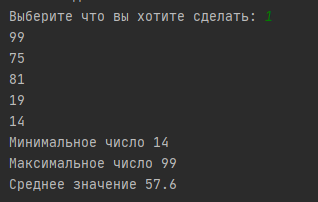 Выберите что вы хотите сделать: 1
99
75
81
19
14
Минимальное число 14
Максимальное число 99
Среднее значение 57.6